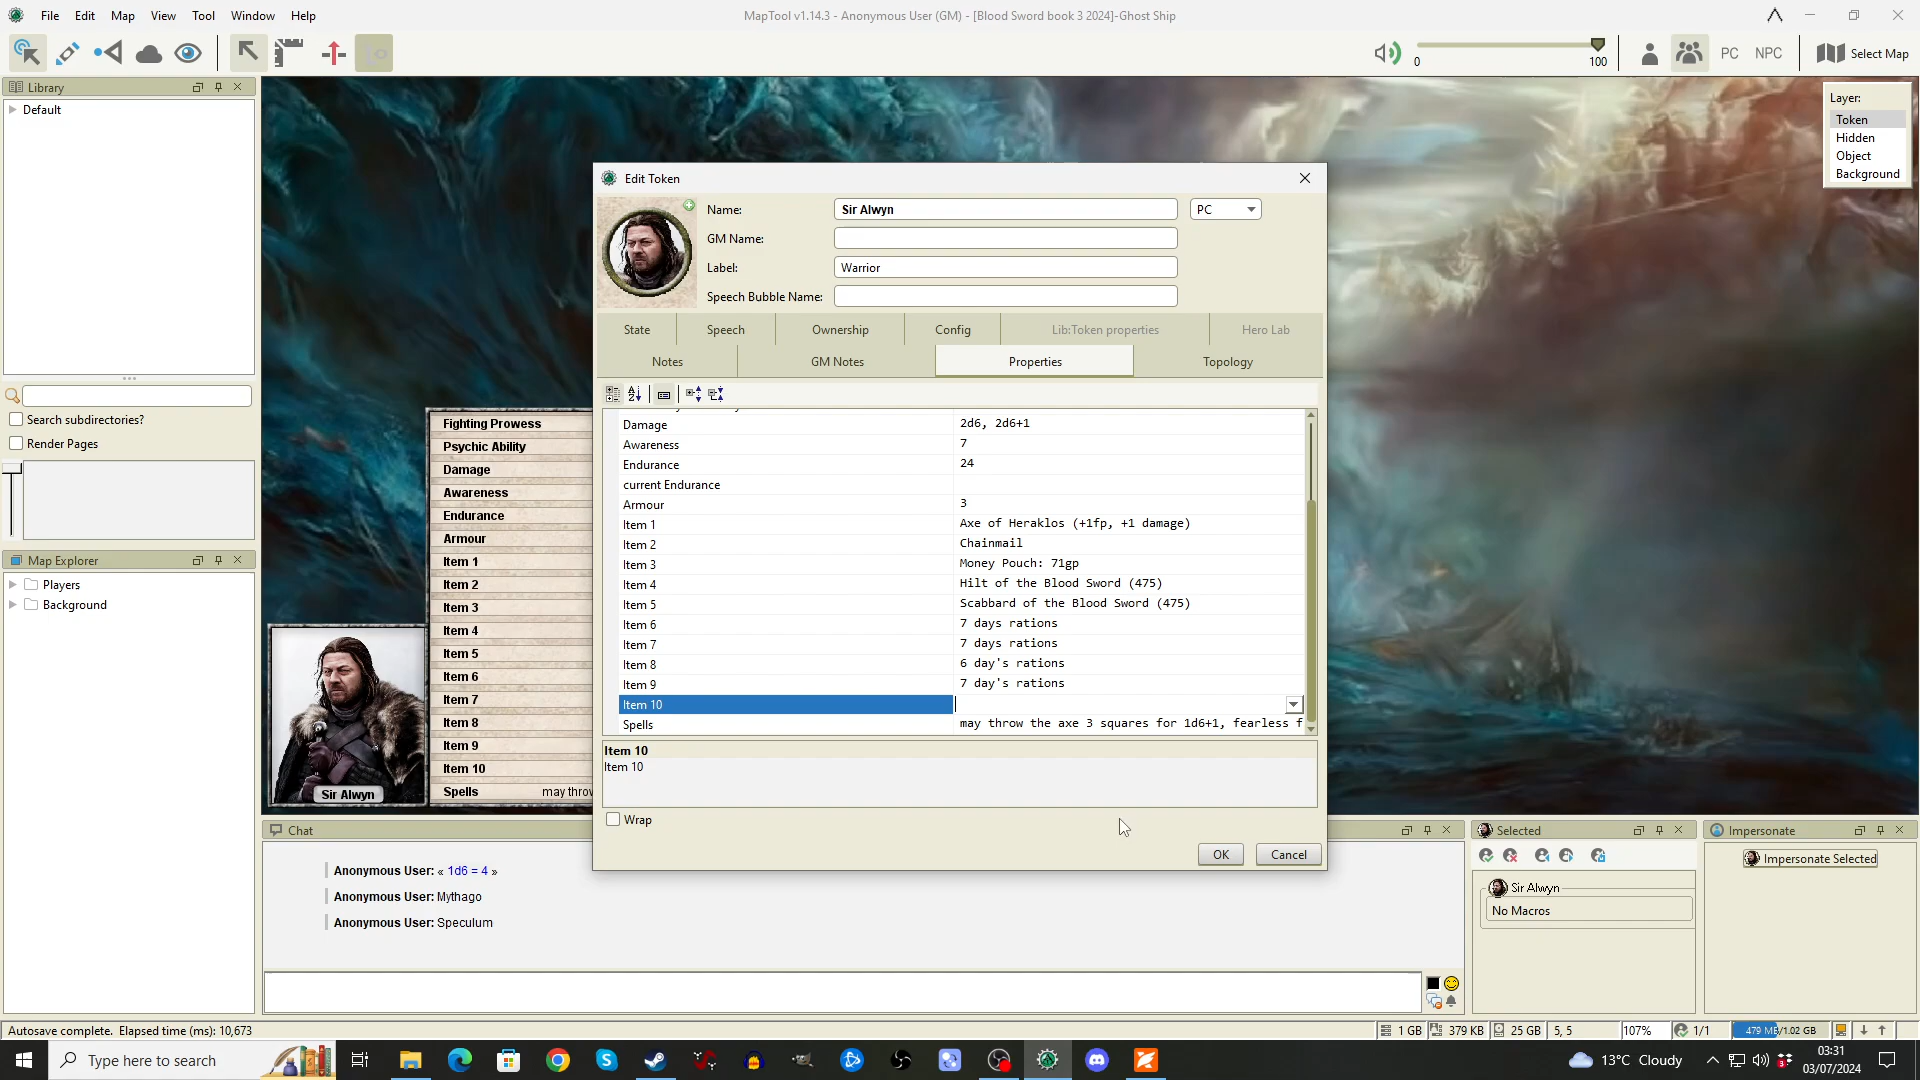 File Edit Map View Tool Window Help
MapTool v1.14.3 - Anonymous User (GM) - [Blood Sword book 3 2024]-Ghost Ship
0 100
PC NPC Select Map
Library
Default
Search subdirectories?
Render Pages
Map Explorer
Players
Background
Layer:
Token
Hidden
Object
Background
Fighting Prowess
Psychic Ability
Damage
Awareness
Endurance
Armour
Item 1
Item 2
Item 3
Item 4
Item 5
Item 6
Item 7
Item 8
Item 9
Item 10
Spells may throw
Sir Alwyn
Edit Token
Name: Sir Alwyn PC
GM Name:
Label: Warrior
Speech Bubble Name:
State Speech Ownership Config Lib:Token properties Hero Lab
Notes GM Notes Properties Topology
Damage 2d6, 2d6+1
Awareness 7
Endurance 24
current Endurance
Armour 3
Item 1 Axe of Heraklos (+1fp, +1 damage)
Item 2 Chainmail
Item 3 Money Pouch: 71gp
Item 4 Hilt of the Blood Sword (475)
Item 5 Scabbard of the Blood Sword (475)
Item 6 7 days rations
Item 7 7 days rations
Item 8 6 day's rations
Item 9 7 day's rations
Item 10
Spells may throw the axe 3 squares for 1d6+1, fearless f
Item 10
Item 10
Wrap
OK Cancel
Chat
Anonymous User: « 1d6 = 4 »
Anonymous User: Mythago
Anonymous User: Speculum
Selected
Sir Alwyn
No Macros
Impersonate
Impersonate Selected
Autosave complete. Elapsed time (ms): 10,673
1 GB 379 KB 25 GB 5, 5 107% 1/1 479 MB/1.02 GB
Type here to search
13°C Cloudy
03:31
03/07/2024